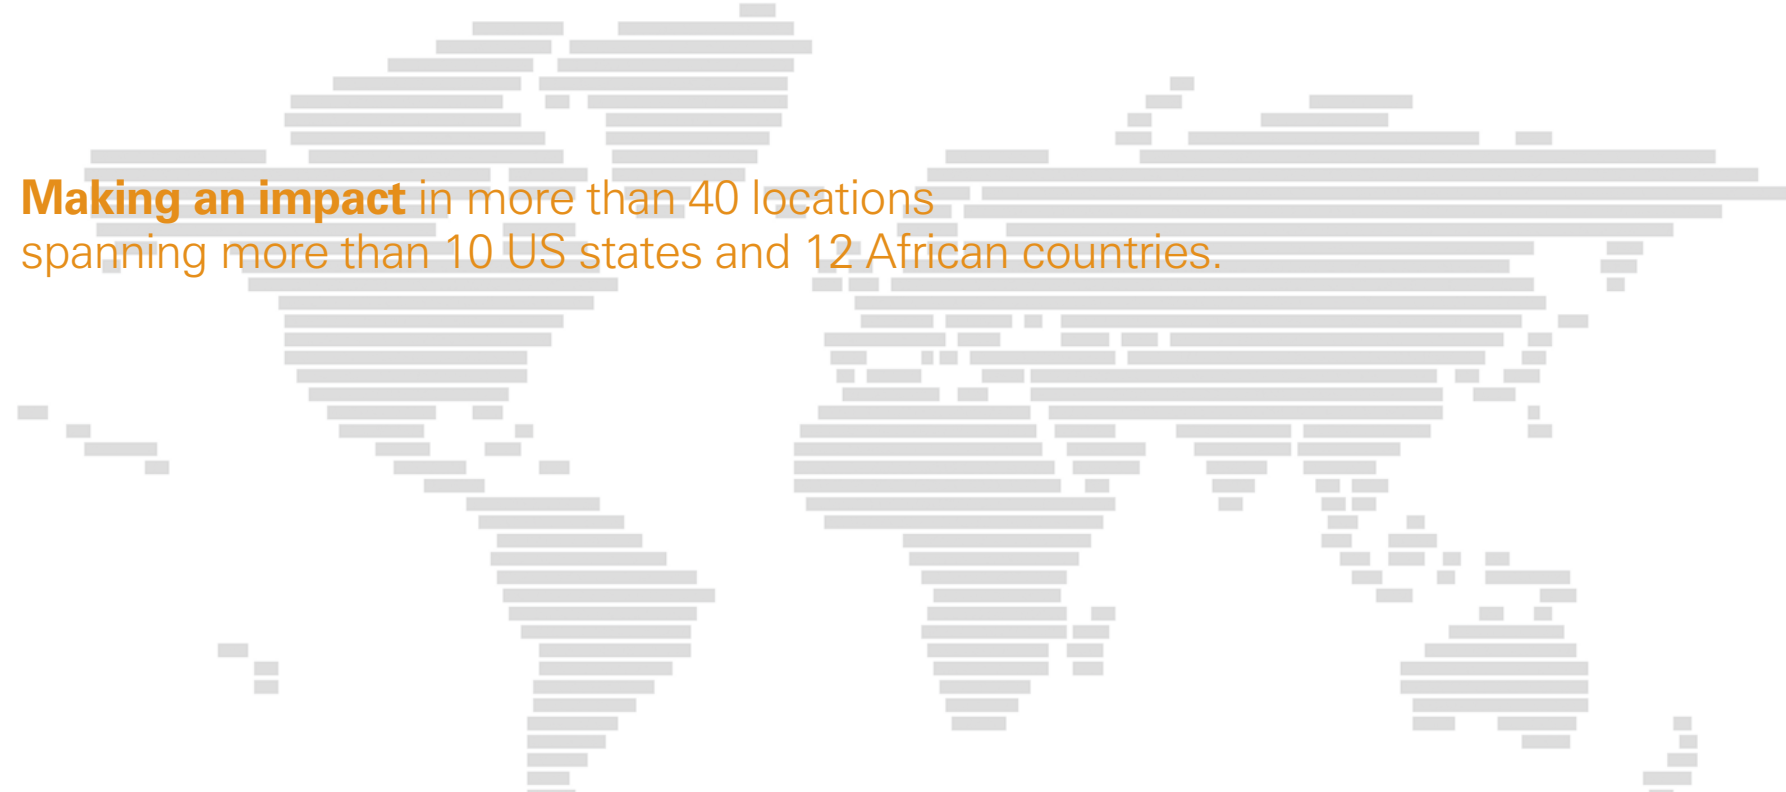 Making an impact in more than 40 locations
spanning more than 10 US states and 12 African countries.